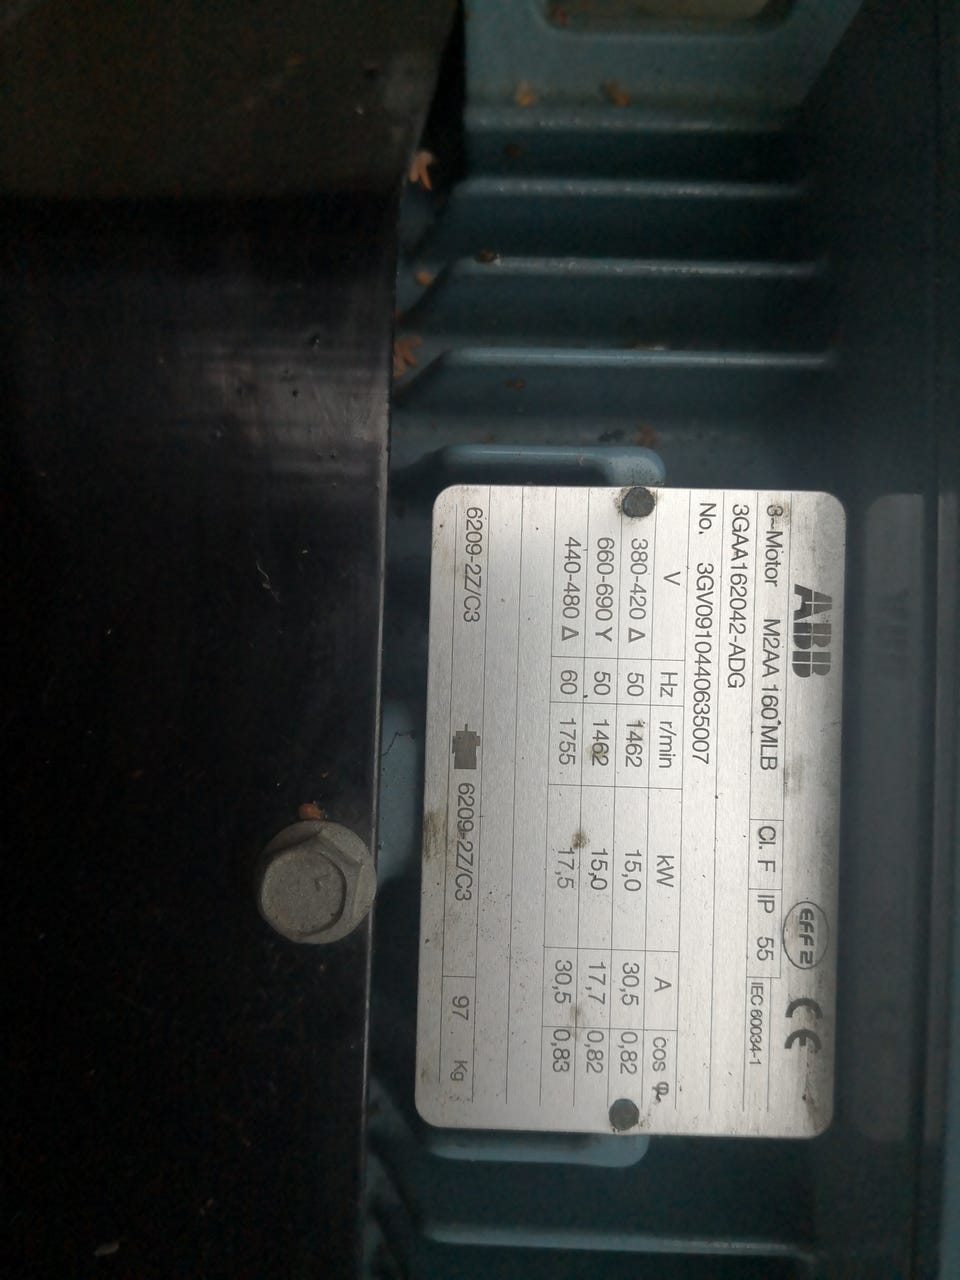 ABB EFF 2 CE
3~Motor M2AA 160 MLB Cl. F IP 55 IEC 60034-1
3GAA162042-ADG
No. 3GV0910440635007
V Hz r/min kW A cos φ
380-420 Δ 50 1462 15,0 30,5 0,82
660-690 Y 50 1462 15,0 17,7 0,82
440-480 Δ 60 1755 17,5 30,5 0,83
6209-2Z/C3 6209-2Z/C3 97 Kg